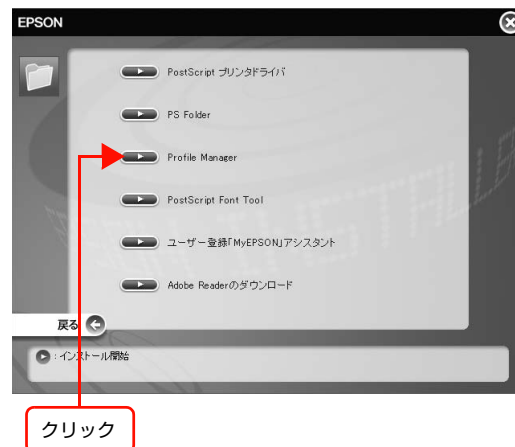 EPSON
PostScript プリンタドライバ
PS Folder
Profile Manager
PostScript Font Tool
ユーザー登録「MyEPSON」アシスタント
Adobe Readerのダウンロード
戻る
: インストール開始
クリック